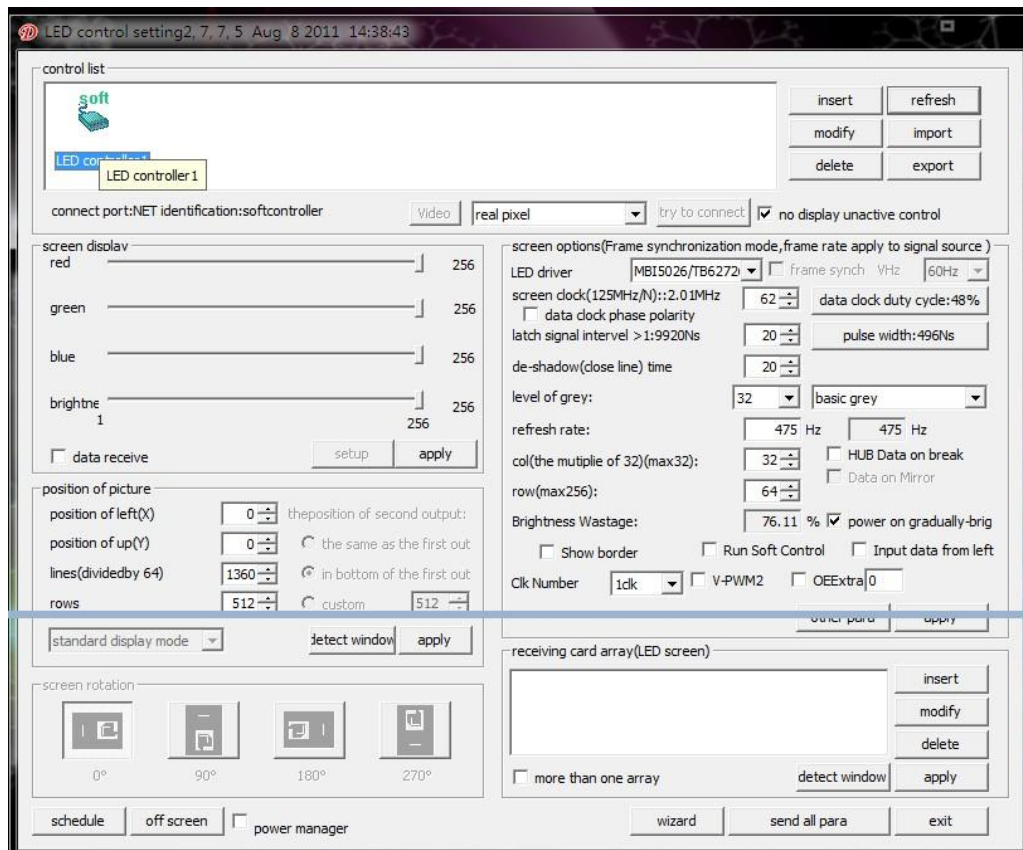 LED control setting2, 7, 7, 5 Aug 8 2011 14:38:43
control list
soft
LED controller1
LED controller1
insert refresh
modify import
delete export
connect port:NET identification:softcontroller Video real pixel try to connect no display unactive control
screen display
red 256
green 256
blue 256
brightne 256
1 256
data receive setup apply
position of picture
position of left(X) 0 theposition of second output:
position of up(Y) 0 the same as the first out
lines(dividedby 64) 1360 in bottom of the first out
rows 512 custom 512
standard display mode detect window apply
screen rotation
0° 90° 180° 270°
screen options(Frame synchronization mode,frame rate apply to signal source )
LED driver MBI5026/TB6272 frame synch VHz 60Hz
screen clock(125MHz/N)::2.01MHz 62 data clock duty cycle:48%
data clock phase polarity
latch signal intervel >1:9920Ns 20 pulse width:496Ns
de-shadow(close line) time 20
level of grey: 32 basic grey
refresh rate: 475 Hz 475 Hz
col(the mutiplie of 32)(max32): 32 HUB Data on break
Data on Mirror
row(max256): 64
Brightness Wastage: 76.11 % power on gradually-brig
Show border Run Soft Control Input data from left
Clk Number 1clk V-PWM2 OEExtra 0
other para apply
receiving card array(LED screen)
insert
modify
delete
more than one array detect window apply
schedule off screen power manager wizard send all para exit